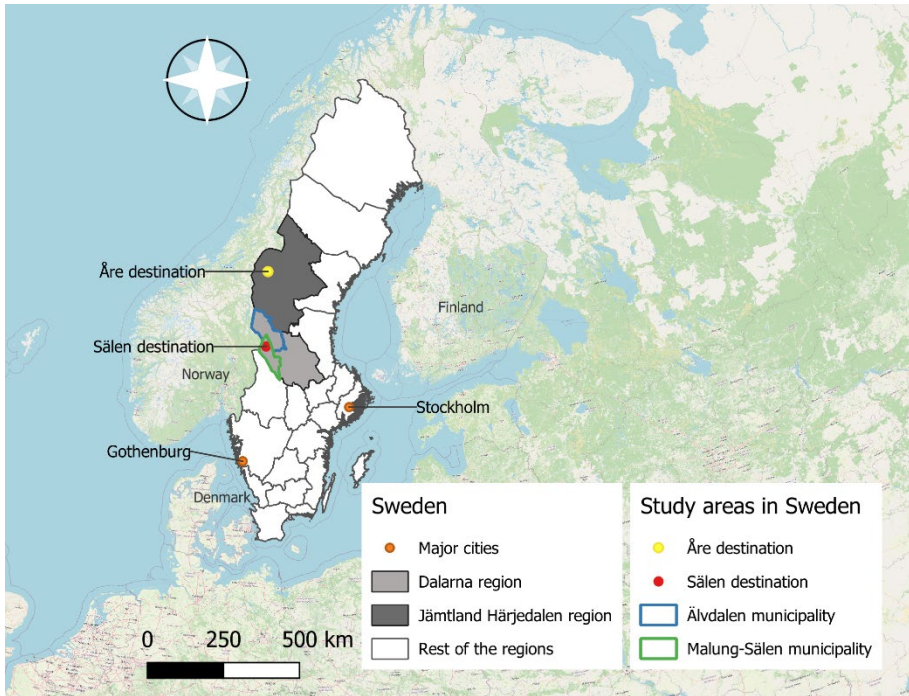 Åre destination
Finland
Sälen destination
Norway
Stockholm
Gothenburg
Denmark
Sweden
Major cities
Dalarna region
Jämtland Härjedalen region
Rest of the regions
Study areas in Sweden
Åre destination
Sälen destination
Älvdalen municipality
Malung-Sälen municipality
0 250 500 km